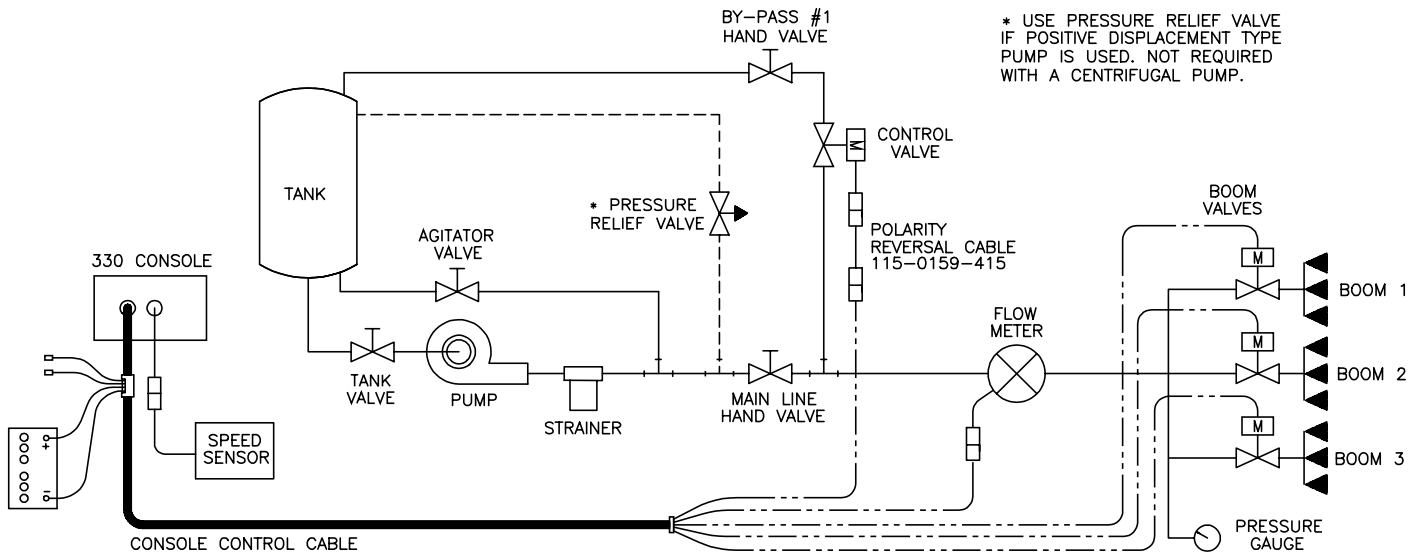 BY-PASS #1
HAND VALVE
* USE PRESSURE RELIEF VALVE
IF POSITIVE DISPLACEMENT TYPE
PUMP IS USED. NOT REQUIRED
WITH A CENTRIFUGAL PUMP.
M
CONTROL
VALVE
TANK
* PRESSURE
RELIEF VALVE
BOOM
VALVES
AGITATOR
VALVE
POLARITY
REVERSAL CABLE
115-0159-415
330 CONSOLE
M
BOOM 1
FLOW
METER
M
BOOM 2
TANK
VALVE
PUMP
STRAINER
MAIN LINE
HAND VALVE
M
BOOM 3
+
-
SPEED
SENSOR
CONSOLE CONTROL CABLE
PRESSURE
GAUGE